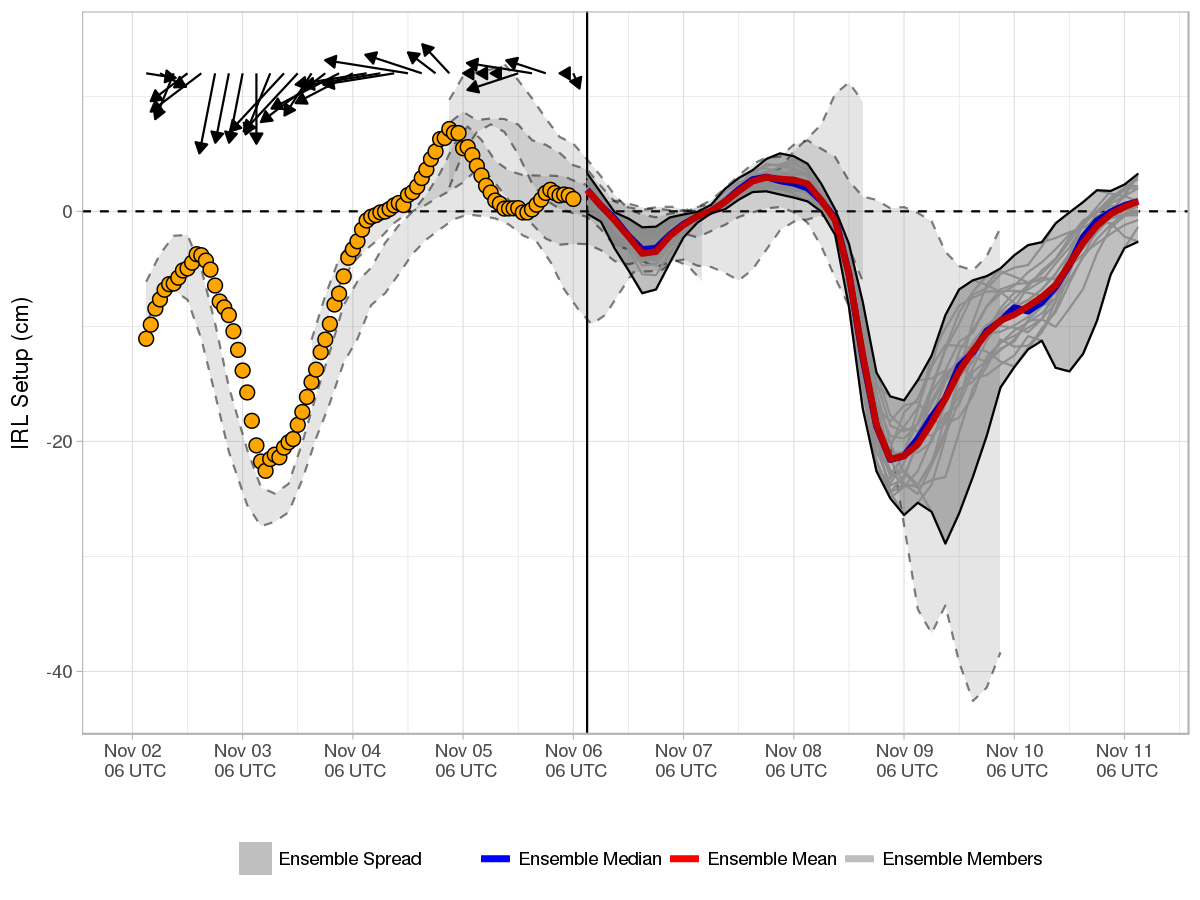 IRL Setup (cm)
0
-20
-40
Nov 02 Nov 03 Nov 04 Nov 05 Nov 06 Nov 07 Nov 08 Nov 09 Nov 10 Nov 11
06 UTC 06 UTC 06 UTC 06 UTC 06 UTC 06 UTC 06 UTC 06 UTC 06 UTC 06 UTC
Ensemble Spread Ensemble Median Ensemble Mean Ensemble Members